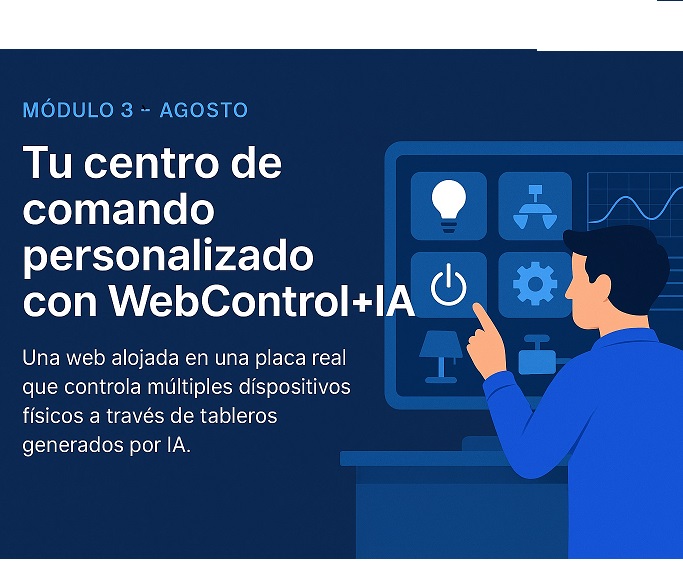 MÓDULO 3 – AGOSTO
Tu centro de
comando
personalizado
con WebControl+IA
Una web alojada en una placa real
que controla múltiples díspositivos
físicos a través de tableros
generados por IA.